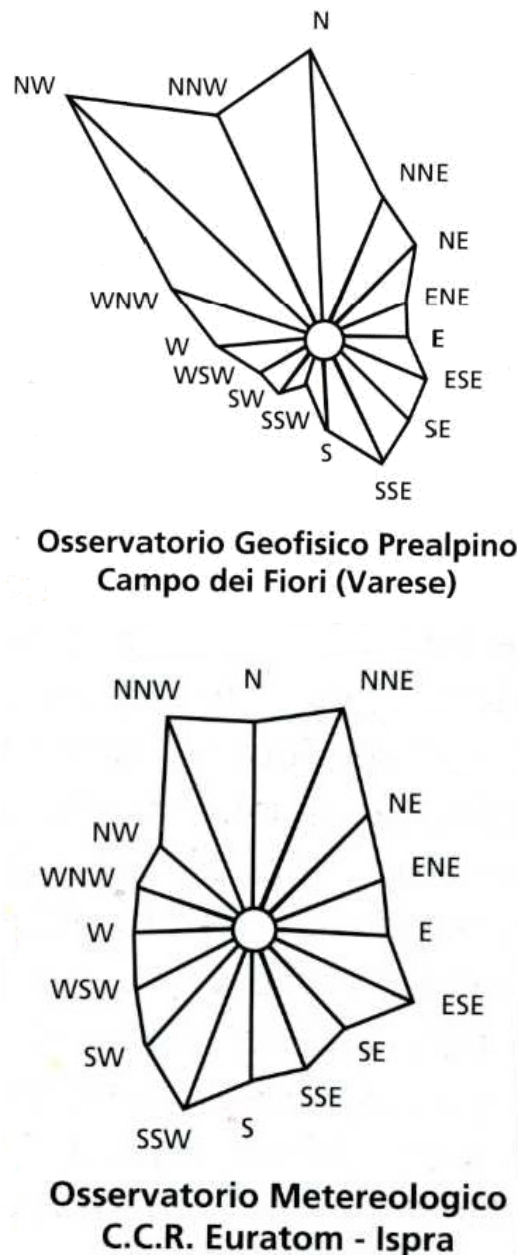 N
NW
NNW
NNE
NE
ENE
WNW
E
W
WSW
ESE
SW
SSW
SE
S
SSE
Osservatorio Geofisico Prealpino
Campo dei Fiori (Varese)
N
NNW
NNE
NE
NW
ENE
WNW
W
E
WSW
ESE
SW
SE
SSE
S
SSW
Osservatorio Metereologico
C.C.R. Euratom - Ispra